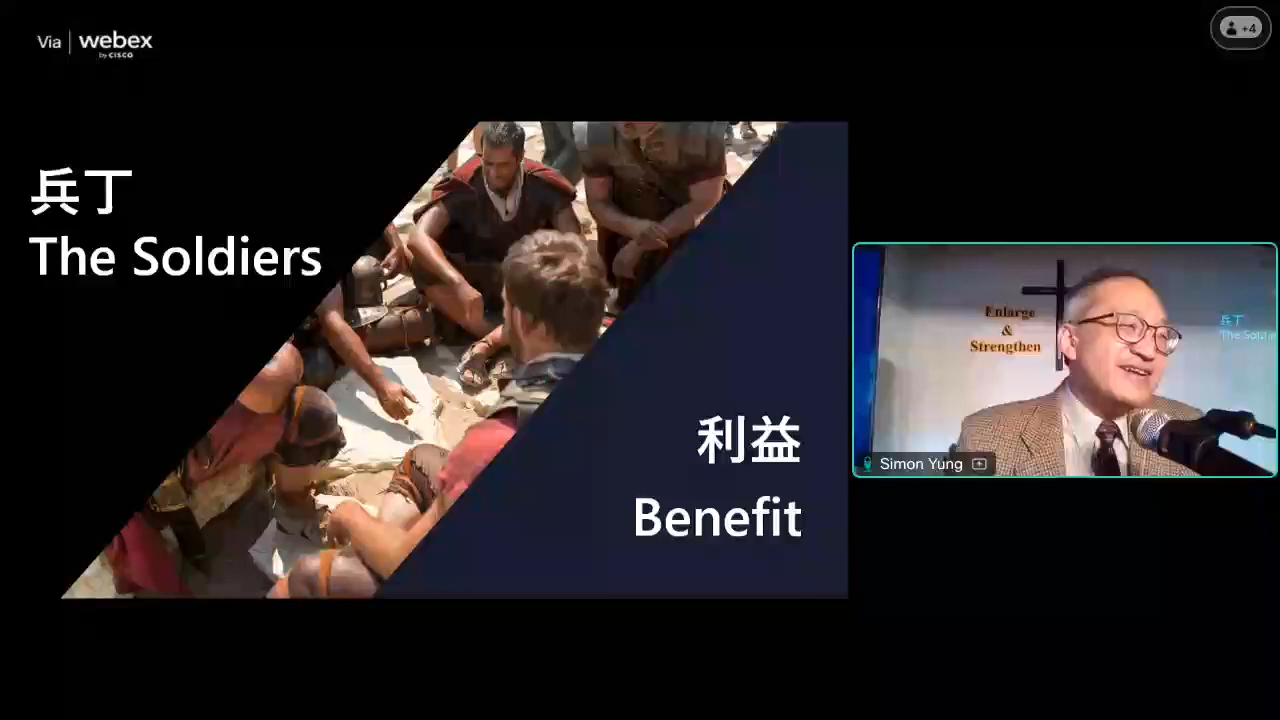 Via webex
by CISCO
+4
兵丁
The Soldiers
利益
Benefit
Enlarge
&
Strengthen
兵丁
Simon Yung